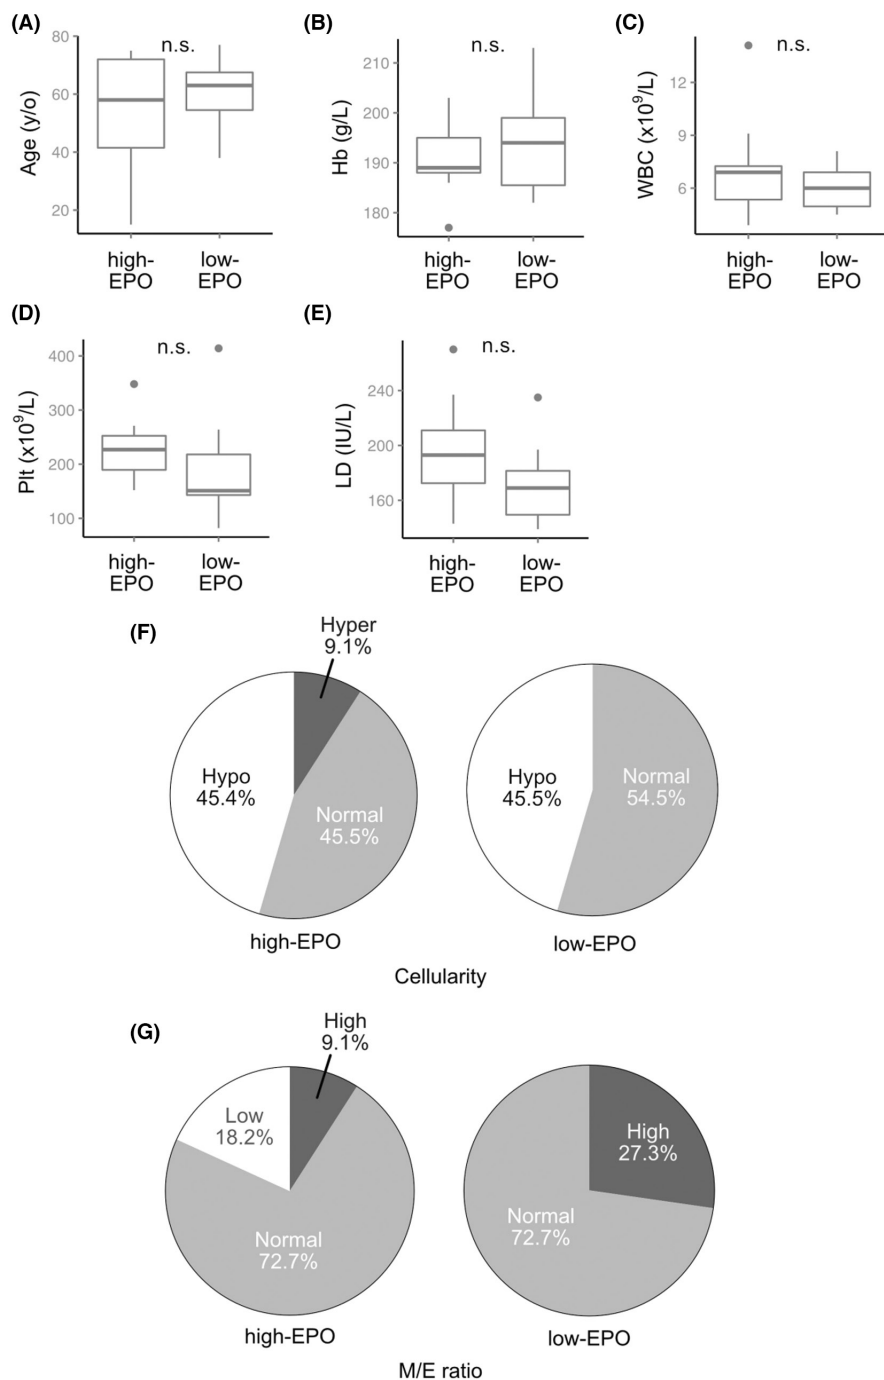 (A)
n.s.
Age (y/o)
80
60
40
20
high-
EPO
low-
EPO
(B)
n.s.
Hb (g/L)
210
200
190
180
high-
EPO
low-
EPO
(C)
n.s.
WBC (x10^9/L)
12
9
6
high-
EPO
low-
EPO
(D)
n.s.
Plt (x10^9/L)
400
300
200
100
high-
EPO
low-
EPO
(E)
n.s.
LD (IU/L)
240
200
160
high-
EPO
low-
EPO
(F)
Hyper
9.1%
Hypo
45.4%
Normal
45.5%
high-EPO
Hypo
45.5%
Normal
54.5%
low-EPO
Cellularity
(G)
High
9.1%
Low
18.2%
Normal
72.7%
high-EPO
High
27.3%
Normal
72.7%
low-EPO
M/E ratio